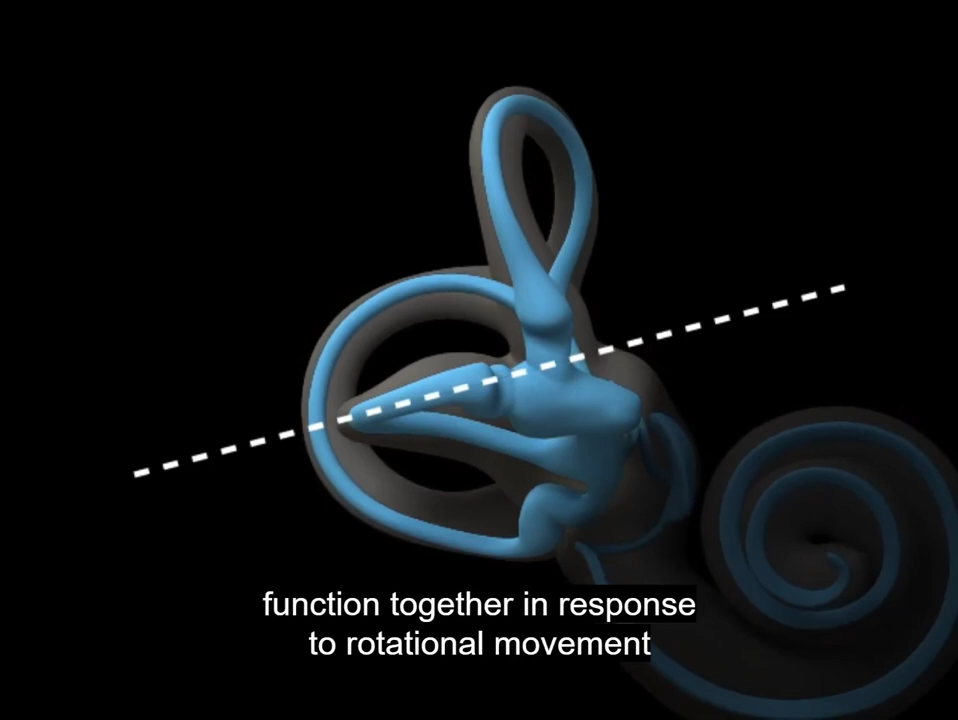 function together in response
to rotational movement